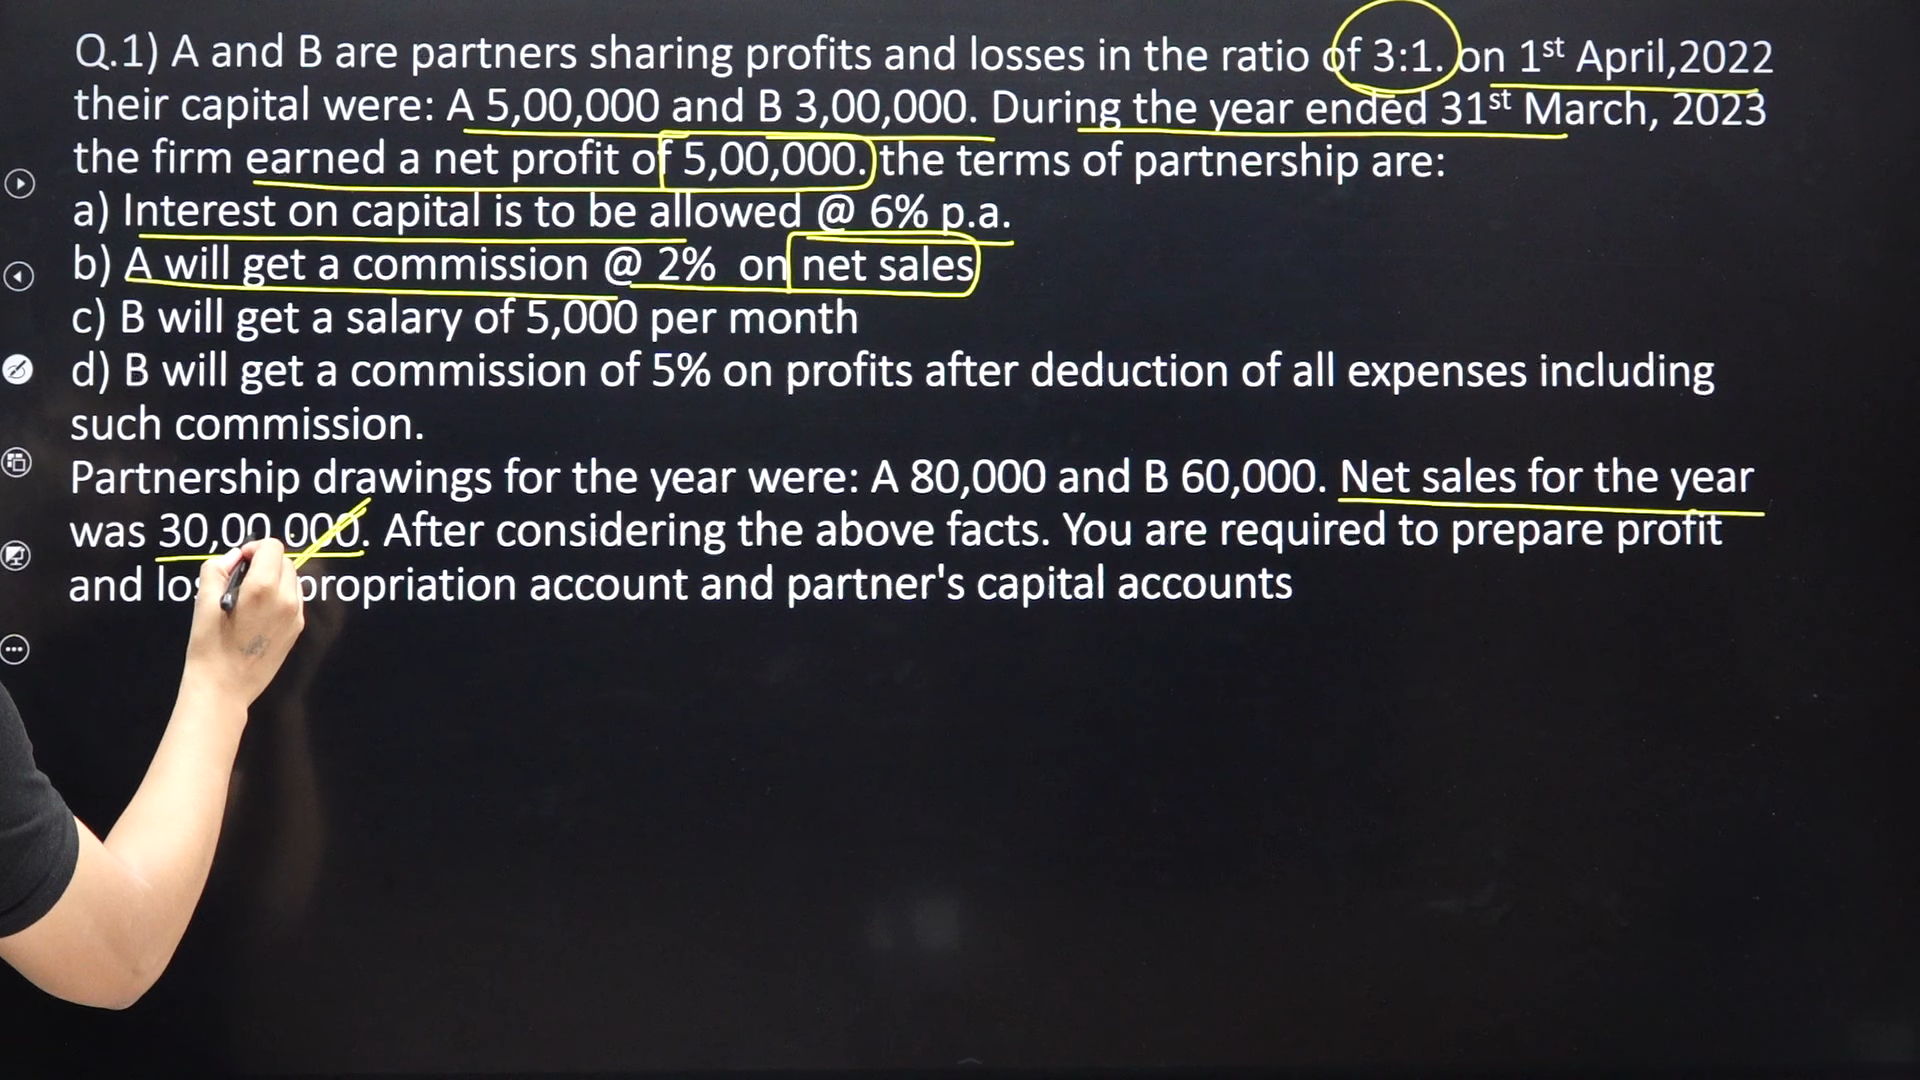 Q.1) A and B are partners sharing profits and losses in the ratio of 3:1. on 1st April,2022
their capital were: A 5,00,000 and B 3,00,000. During the year ended 31st March, 2023
the firm earned a net profit of 5,00,000. the terms of partnership are:
a) Interest on capital is to be allowed @ 6% p.a.
b) A will get a commission @ 2% on net sales
c) B will get a salary of 5,000 per month
d) B will get a commission of 5% on profits after deduction of all expenses including
such commission.
Partnership drawings for the year were: A 80,000 and B 60,000. Net sales for the year
was 30,00,000. After considering the above facts. You are required to prepare profit
and account and partner's capital accounts